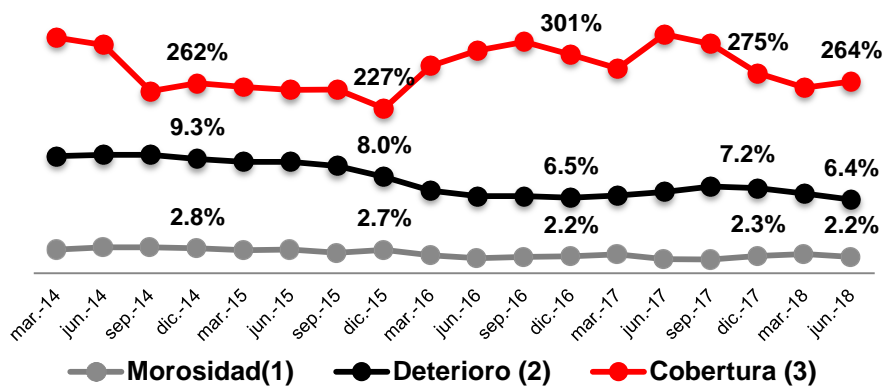 301%
262% 275% 264%
227%
9.3%
8.0%
7.2%
6.5% 6.4%
2.8% 2.7% 2.2% 2.3% 2.2%
mar.-14 jun.-14 sep.-14 dic.-14 mar.-15 jun.-15 sep.-15 dic.-15 mar.-16 jun.-16 sep.-16 dic.-16 mar.-17 jun.-17 sep.-17 dic.-17 mar.-18 jun.-18
Morosidad(1) Deterioro (2) Cobertura (3)